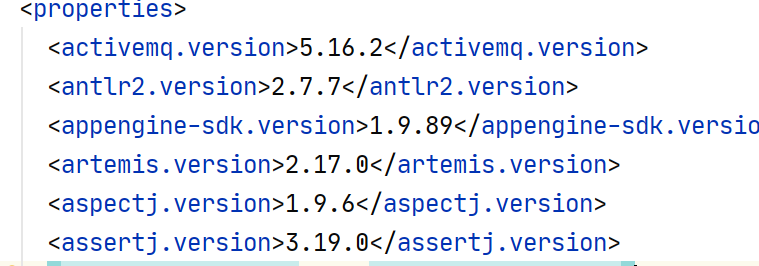 <properties>
<activemq.version>5.16.2</activemq.version>
<antlr2.version>2.7.7</antlr2.version>
<appengine-sdk.version>1.9.89</appengine-sdk.versio
<artemis.version>2.17.0</artemis.version>
<aspectj.version>1.9.6</aspectj.version>
<assertj.version>3.19.0</assertj.version>